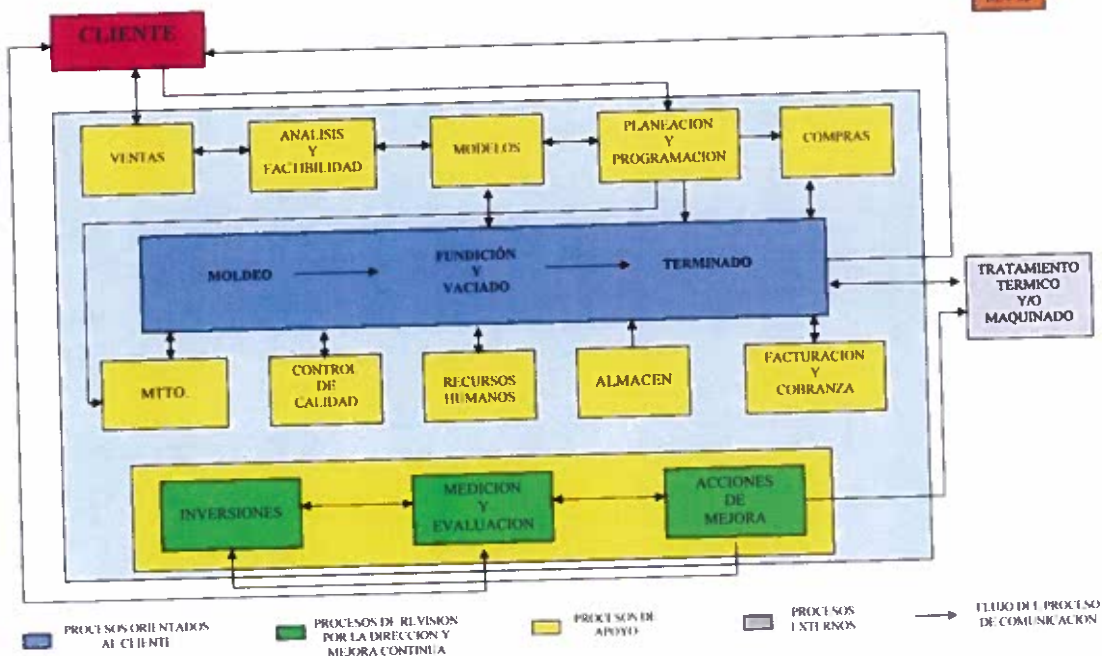 CLIENTE
VENTAS
ANALISIS
Y
FACTIBILIDAD
MODELOS
PLANEACION
Y
PROGRAMACION
COMPRAS
MOLDEO
FUNDICIÓN
Y
VACIADO
TERMINADO
TRATAMIENTO
TERMICO
Y/O
MAQUINADO
MTTO.
CONTROL
DE
CALIDAD
RECURSOS
HUMANOS
ALMACEN
FACTURACION
Y
COBRANZA
INVERSIONES
MEDICION
Y
EVALUACION
ACCIONES
DE
MEJORA
PROCESOS ORIENTADOS
AL CLIENTE
PROCESOS DE REVISION
POR LA DIRECCION Y
MEJORA CONTINUA
PROCESOS DE
APOYO
PROCESOS
EXTERNOS
FLUJO DEL PROCESO
DE COMUNICACION